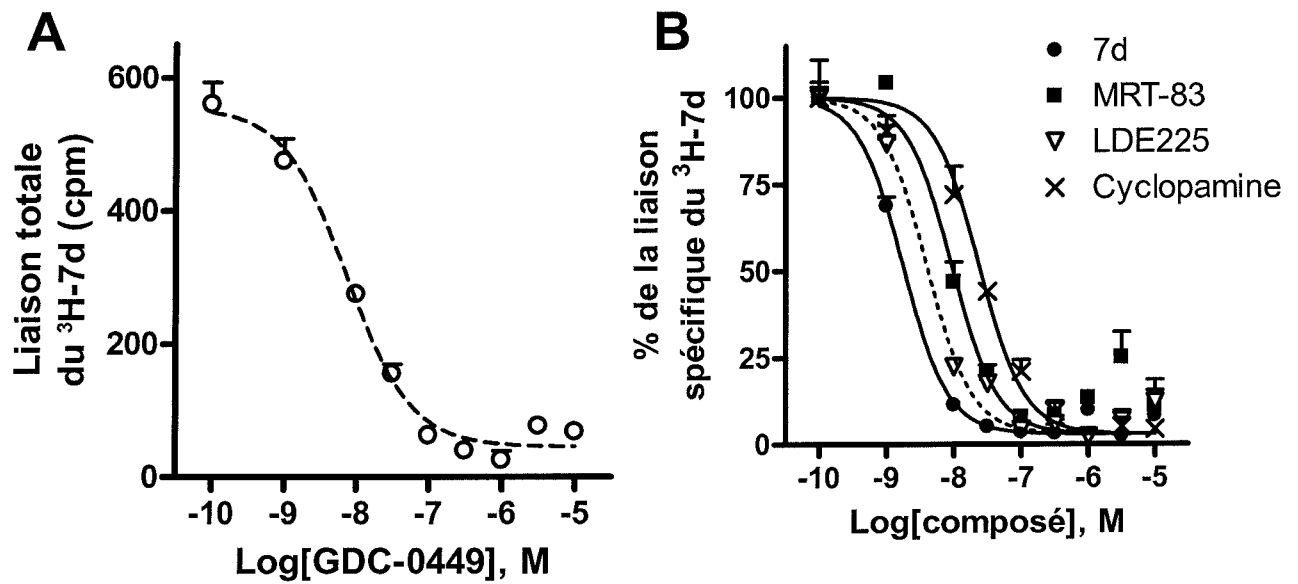 A
Liaison totale
du ³H-7d (cpm)
600
400
200
0
-10 -9 -8 -7 -6 -5
Log[GDC-0449], M
B
% de la liaison
spécifique du ³H-7d
100
75
50
25
0
-10 -9 -8 -7 -6 -5
Log[composé], M
7d
MRT-83
LDE225
Cyclopamine